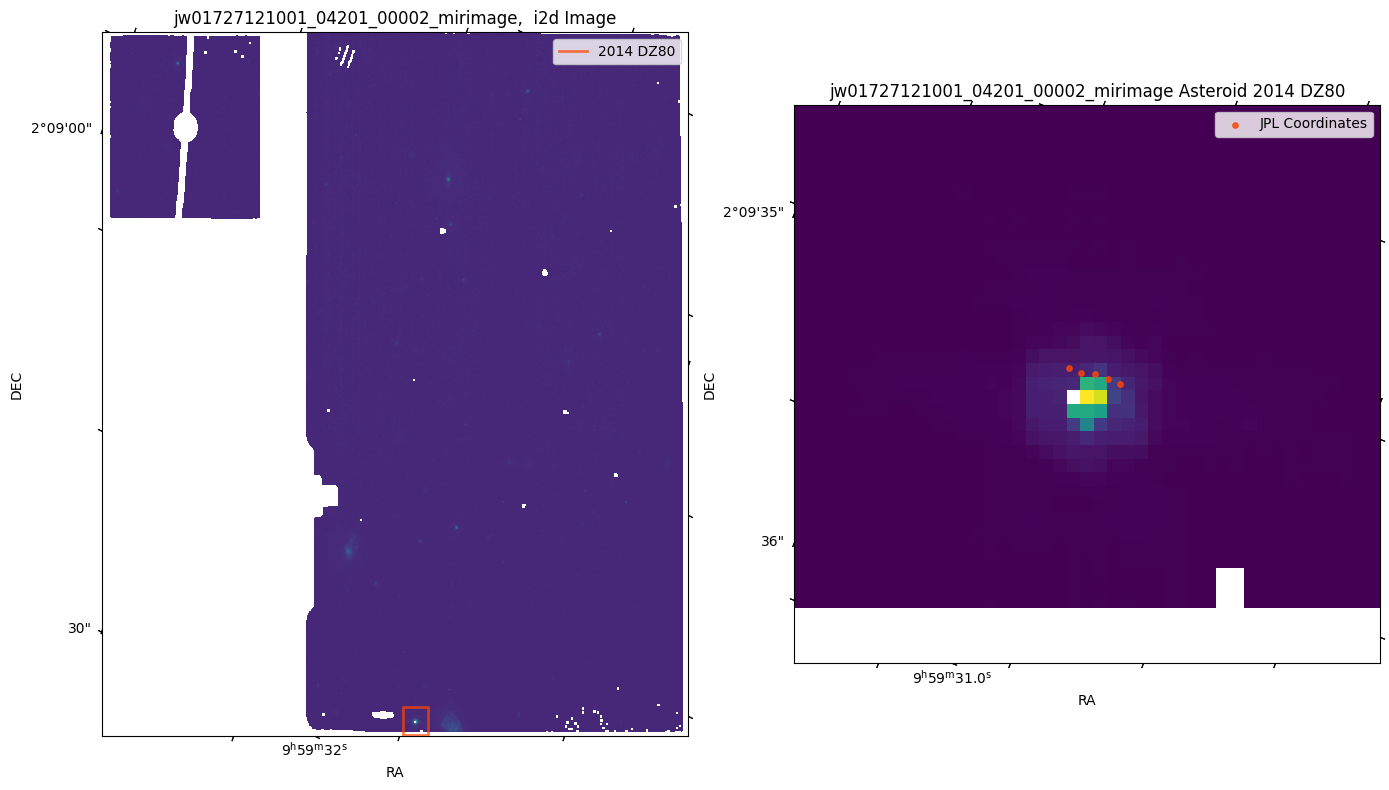 jw01727121001_04201_00002_mirimage,  i2d Image
2014 DZ80
2°09'00"
30"
DEC
9ʰ59ᵐ32ˢ
RA
jw01727121001_04201_00002_mirimage Asteroid 2014 DZ80
JPL Coordinates
2°09'35"
36"
DEC
9ʰ59ᵐ31.0ˢ
RA